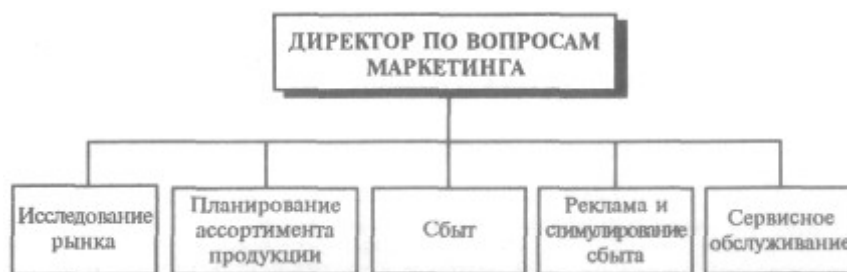 ДИРЕКТОР ПО ВОПРОСАМ
МАРКЕТИНГА
Исследование
рынка
Планирование
ассортимента
продукции
Сбыт
Реклама и
стимулирование
сбыта
Сервисное
обслуживание